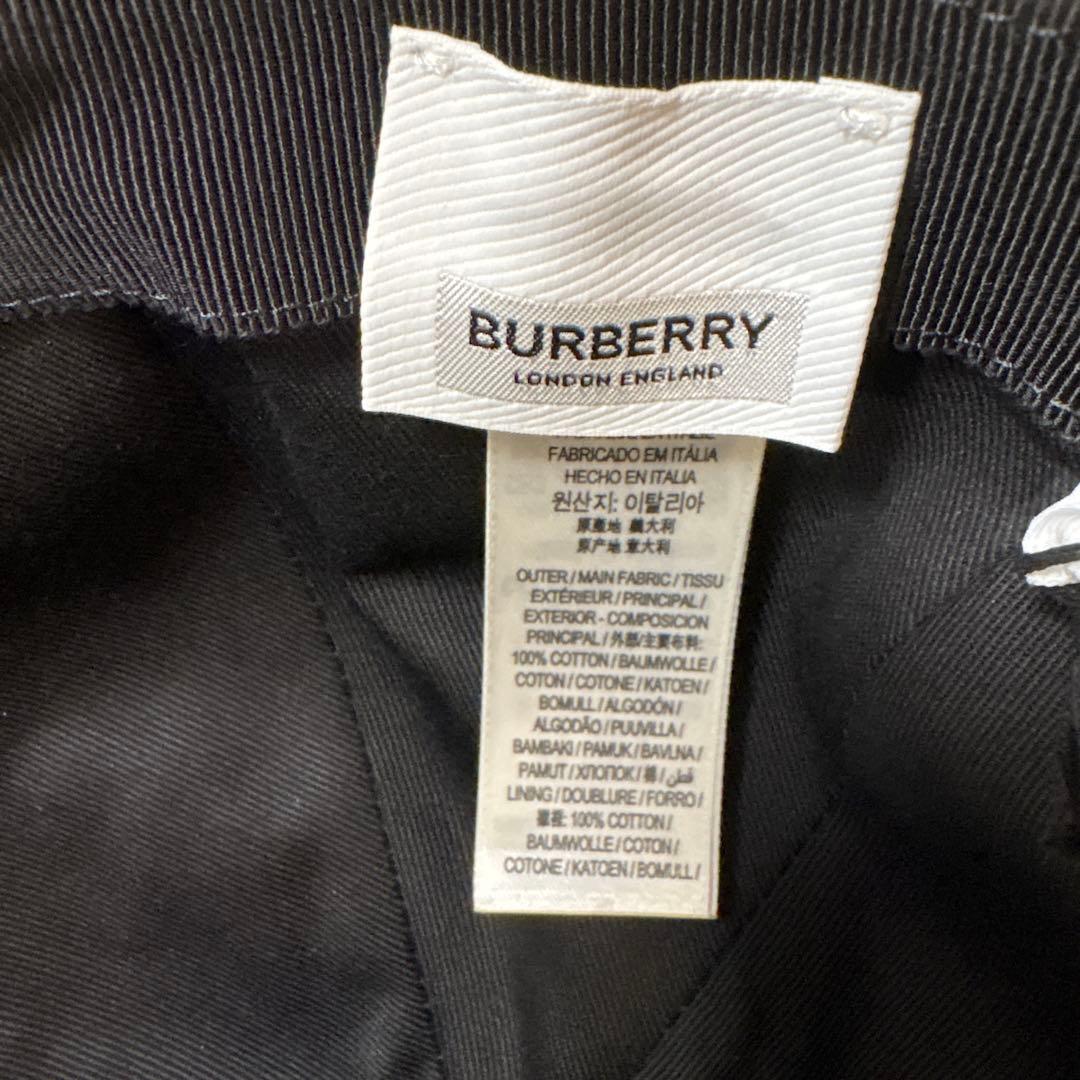 BURBERRY
LONDON ENGLAND
FABRICADO EM ITÁLIA
HECHO EN ITALIA
원산지: 이탈리아
原產地 義大利
原产地 意大利
OUTER / MAIN FABRIC / TISSU
EXTÉRIEUR / PRINCIPAL /
EXTERIOR - COMPOSICION
PRINCIPAL / 外部/主要布料:
100% COTTON / BAUMWOLLE /
COTON / COTONE / KATOEN /
BOMULL / ALGODÓN /
ALGODÃO / PUUVILLA /
BAMBAKI / PAMUK / BAVLNA /
PAMUT / ХЛОПОК / 棉 / قطن /
LINING / DOUBLURE / FORRO /
100% COTTON /
BAUMWOLLE / COTON /
COTONE / KATOEN / BOMULL /